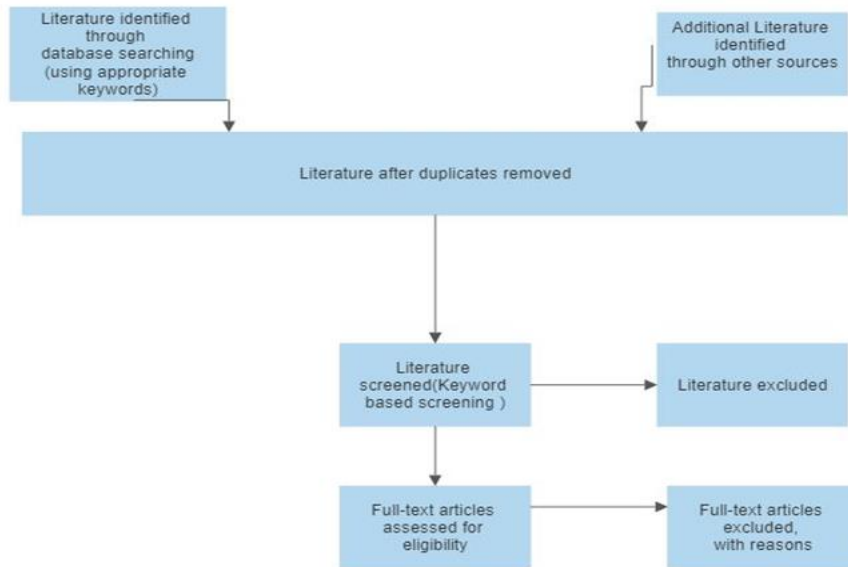 Literature identified
through
database searching
(using appropriate
keywords)
Additional Literature
identified
through other sources
Literature after duplicates removed
Literature
screened(Keyword
based screening )
Literature excluded
Full-text articles
assessed for
eligibility
Full-text articles
excluded,
with reasons